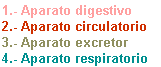 1.- Aparato digestivo
2.- Aparato circulatorio
3.- Aparato excretor
4.- Aparato respiratorio